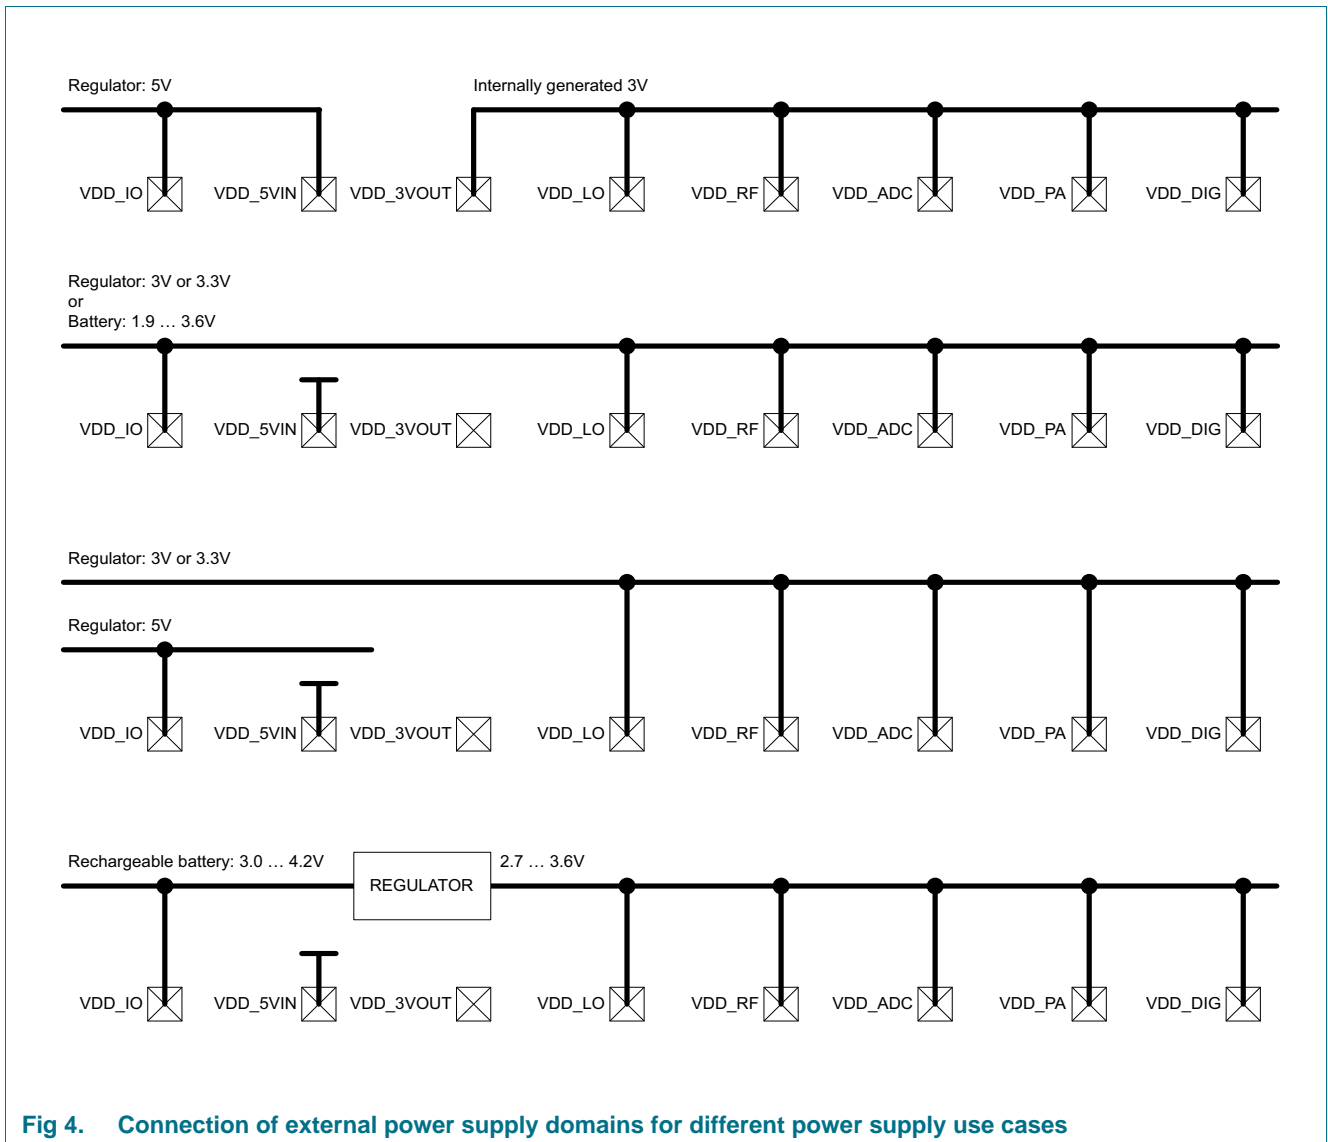 Regulator: 5V
Internally generated 3V
VDD_IO VDD_5VIN VDD_3VOUT VDD_LO VDD_RF VDD_ADC VDD_PA VDD_DIG
Regulator: 3V or 3.3V
or
Battery: 1.9 … 3.6V
VDD_IO VDD_5VIN VDD_3VOUT VDD_LO VDD_RF VDD_ADC VDD_PA VDD_DIG
Regulator: 3V or 3.3V
Regulator: 5V
VDD_IO VDD_5VIN VDD_3VOUT VDD_LO VDD_RF VDD_ADC VDD_PA VDD_DIG
Rechargeable battery: 3.0 … 4.2V
REGULATOR
2.7 … 3.6V
VDD_IO VDD_5VIN VDD_3VOUT VDD_LO VDD_RF VDD_ADC VDD_PA VDD_DIG
Fig 4. Connection of external power supply domains for different power supply use cases